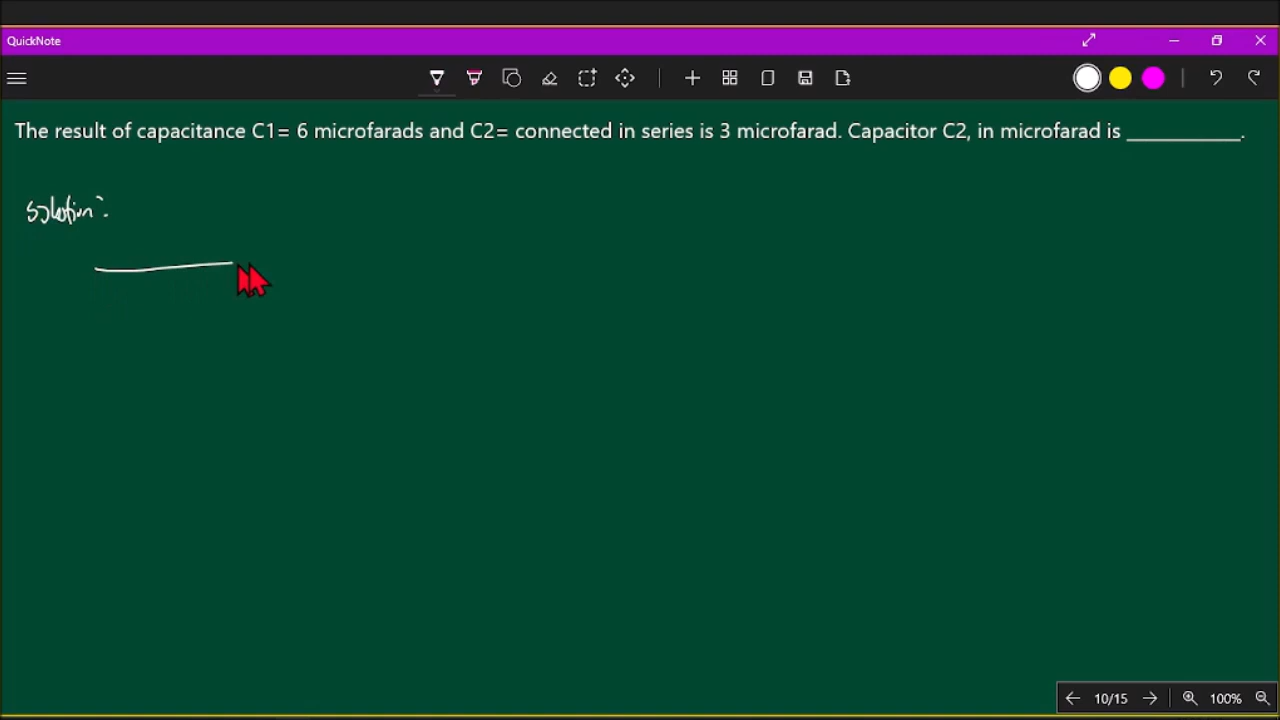 QuickNote
The result of capacitance C1= 6 microfarads and C2= connected in series is 3 microfarad. Capacitor C2, in microfarad is ___________.
Solution:
10/15
100%